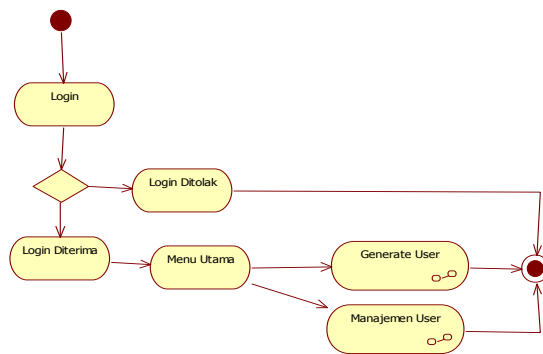 Login
Login Ditolak
Login Diterima
Menu Utama
Generate User
Manajemen User